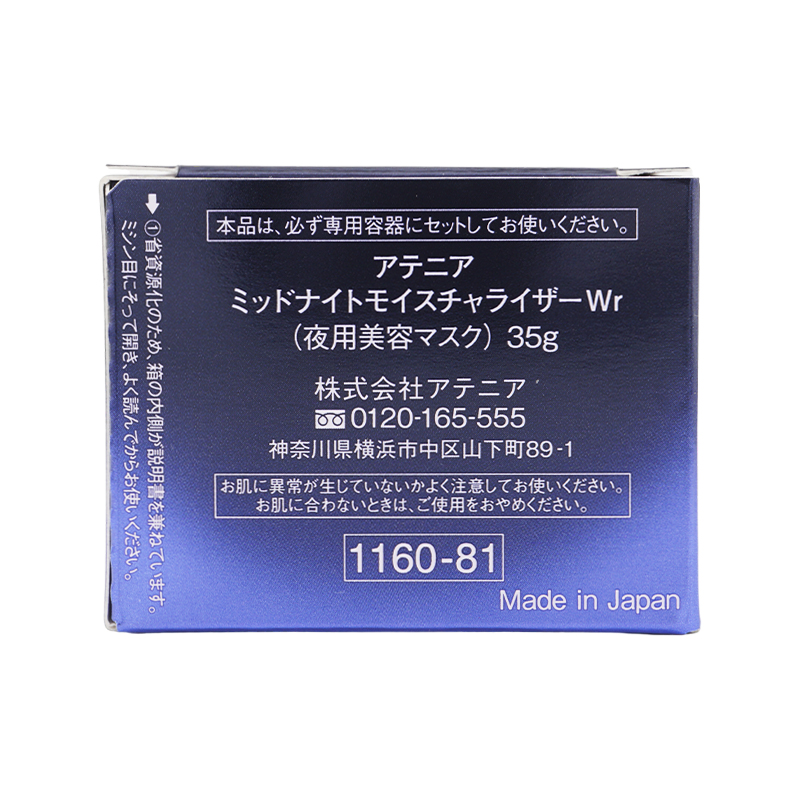 本品は、必ず専用容器にセットしてお使いください。
アテニア
ミッドナイトモイスチャライザーWr
(夜用美容マスク) 35g
株式会社アテニア
0120-165-555
神奈川県横浜市中区山下町89-1
お肌に異常が生じていないかよく注意してお使いください。
お肌に合わないときは、ご使用をおやめください。
1160-81
Made in Japan
➡①省資源化のため、箱の内側が説明書を兼ねています。
ミシン目にそって開き、よく読んでからお使いください。